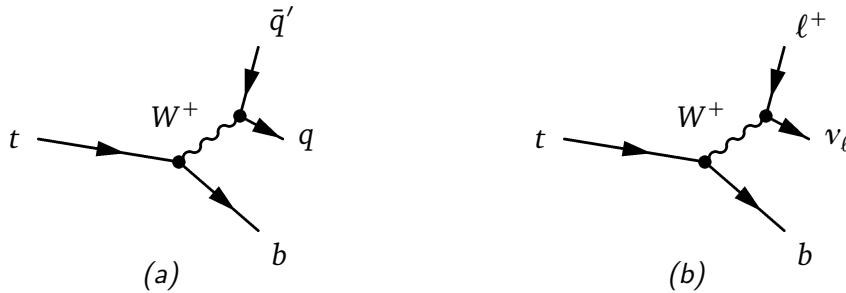 q̄′ ℓ⁺
W⁺ W⁺
t q t ν_ℓ
b b
(a) (b)